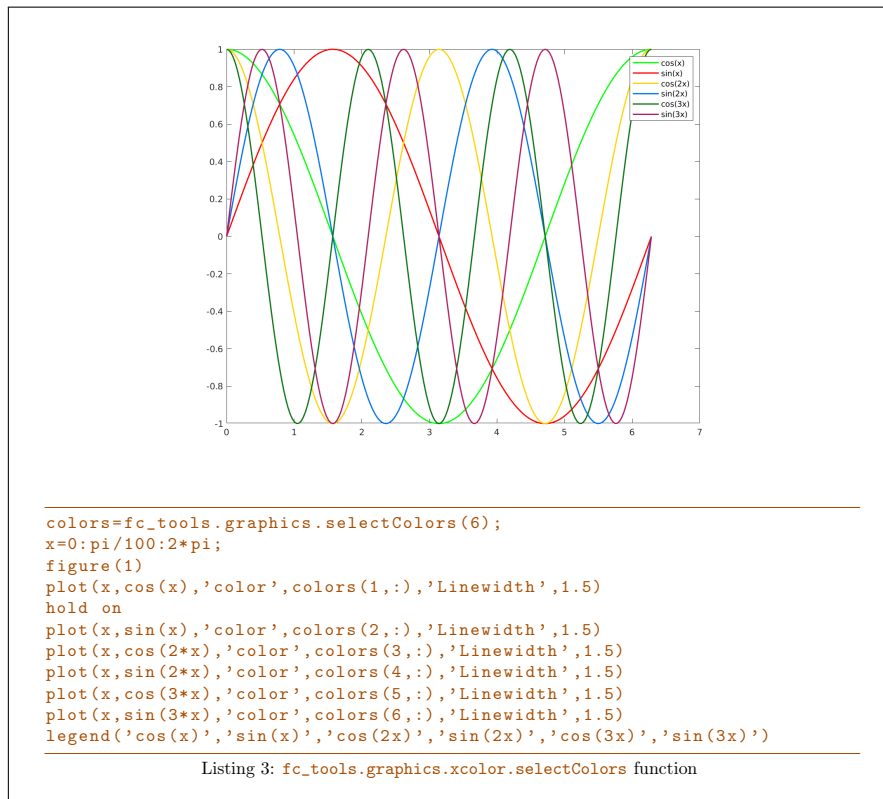 1
0.8
0.6
0.4
0.2
0
-0.2
-0.4
-0.6
-0.8
-1
0 1 2 3 4 5 6 7
cos(x)
sin(x)
cos(2x)
sin(2x)
cos(3x)
sin(3x)
colors=fc_tools.graphics.selectColors(6);
x=0:pi/100:2*pi;
figure(1)
plot(x,cos(x),'color',colors(1,:),'Linewidth',1.5)
hold on
plot(x,sin(x),'color',colors(2,:),'Linewidth',1.5)
plot(x,cos(2*x),'color',colors(3,:),'Linewidth',1.5)
plot(x,sin(2*x),'color',colors(4,:),'Linewidth',1.5)
plot(x,cos(3*x),'color',colors(5,:),'Linewidth',1.5)
plot(x,sin(3*x),'color',colors(6,:),'Linewidth',1.5)
legend('cos(x)','sin(x)','cos(2x)','sin(2x)','cos(3x)','sin(3x)')
Listing 3: fc_tools.graphics.xcolor.selectColors function